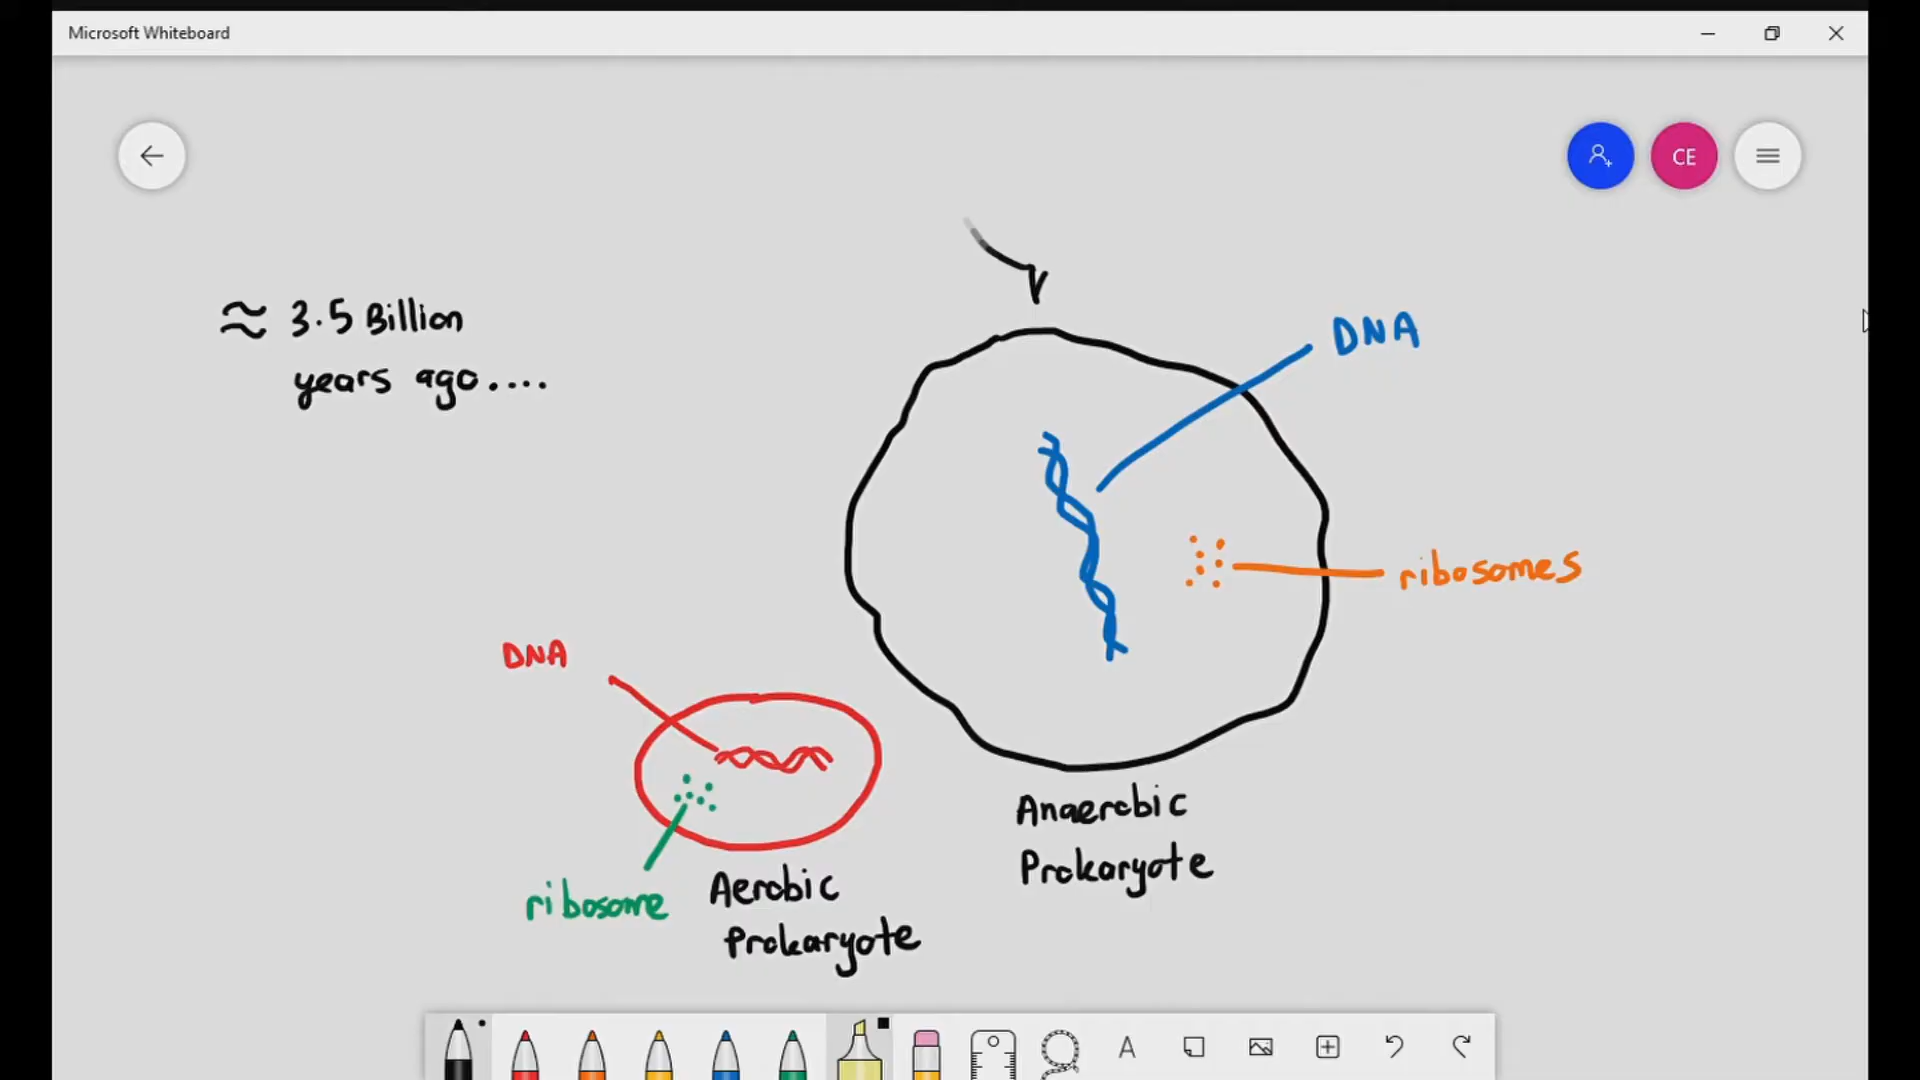 Microsoft Whiteboard
CE
≈ 3.5 Billion
years ago....
DNA
ribosomes
DNA
ribosome
Aerobic
Prokaryote
Anaerobic
Prokaryote
A